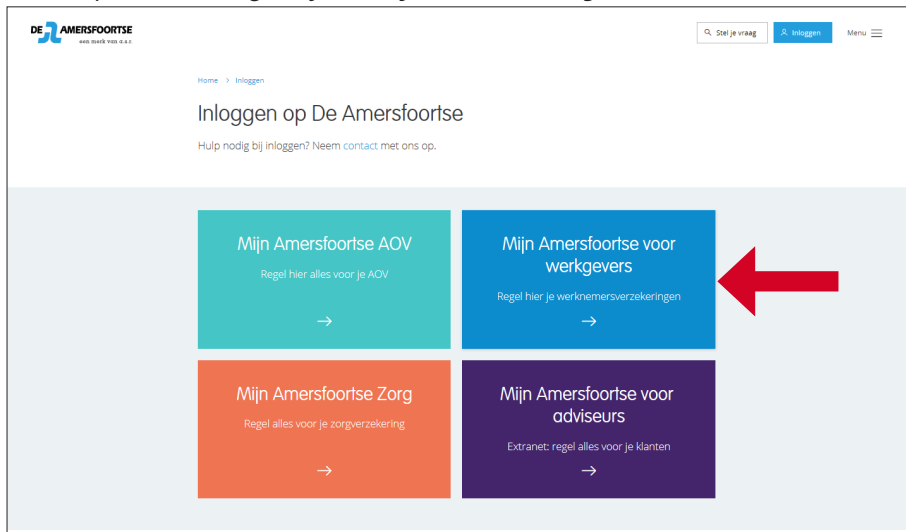 DE AMERSFOORTSE
een merk van a.s.r.
Stel je vraag
Inloggen
Menu
Home > Inloggen
Inloggen op De Amersfoortse
Hulp nodig bij inloggen? Neem contact met ons op.
Mijn Amersfoortse AOV
Regel hier alles voor je AOV
Mijn Amersfoortse voor
werkgevers
Regel hier je werknemersverzekeringen
Mijn Amersfoortse Zorg
Regel alles voor je zorgverzekering
Mijn Amersfoortse voor
adviseurs
Extranet: regel alles voor je klanten